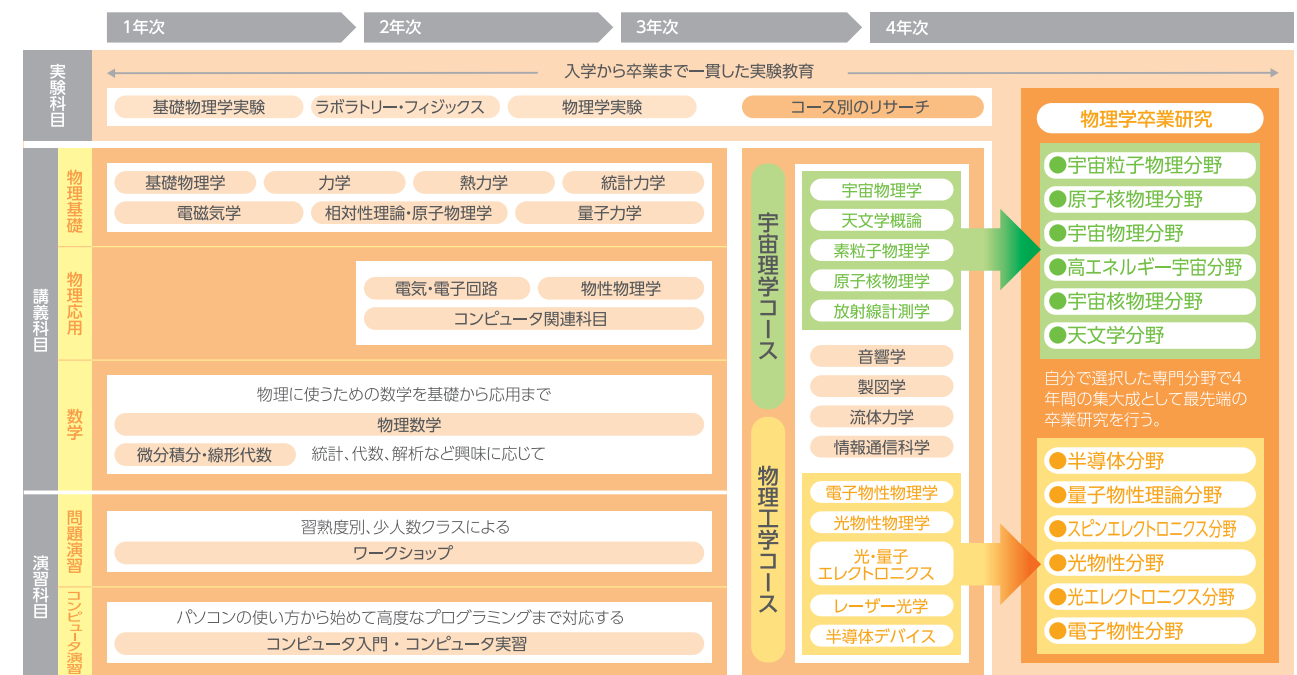 1年次
2年次
3年次
4年次
実験科目
入学から卒業まで一貫した実験教育
基礎物理学実験
ラボラトリー・フィジックス
物理学実験
コース別のリサーチ
講義科目
物理基礎
基礎物理学
力学
熱力学
統計力学
電磁気学
相対性理論・原子物理学
量子力学
物理応用
電気・電子回路
物性物理学
コンピュータ関連科目
数学
物理に使うための数学を基礎から応用まで
物理数学
微分積分・線形代数
統計、代数、解析など興味に応じて
演習科目
問題演習
習熟度別、少人数クラスによる
ワークショップ
コンピュータ演習
パソコンの使い方から始めて高度なプログラミングまで対応する
コンピュータ入門・コンピュータ実習
宇宙理学コース
宇宙物理学
天文学概論
素粒子物理学
原子核物理学
放射線計測学
音響学
製図学
流体力学
情報通信科学
物理工学コース
電子物性物理学
光物性物理学
光・量子
エレクトロニクス
レーザー光学
半導体デバイス
物理学卒業研究
●宇宙粒子物理分野
●原子核物理分野
●宇宙物理分野
●高エネルギー宇宙分野
●宇宙核物理分野
●天文学分野
自分で選択した専門分野で4
年間の集大成として最先端の
卒業研究を行う。
●半導体分野
●量子物性理論分野
●スピンエレクトロニクス分野
●光物性分野
●光エレクトロニクス分野
●電子物性分野